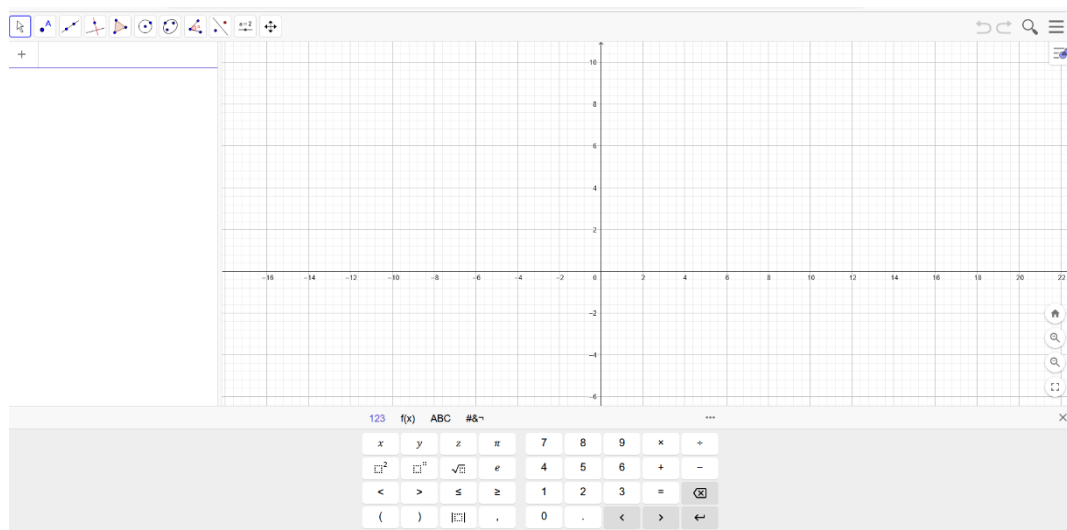 A
a=2
+
10
8
6
4
2
-16 -14 -12 -10 -8 -6 -4 -2 0 2 4 6 8 10 12 14 16 18 20 22
-2
-4
-6
123 f(x) ABC #&¬ ...
x y z π 7 8 9 × ÷
□² □ⁿ √□ e 4 5 6 + −
< > ≤ ≥ 1 2 3 =
( ) |□| , 0 . < >